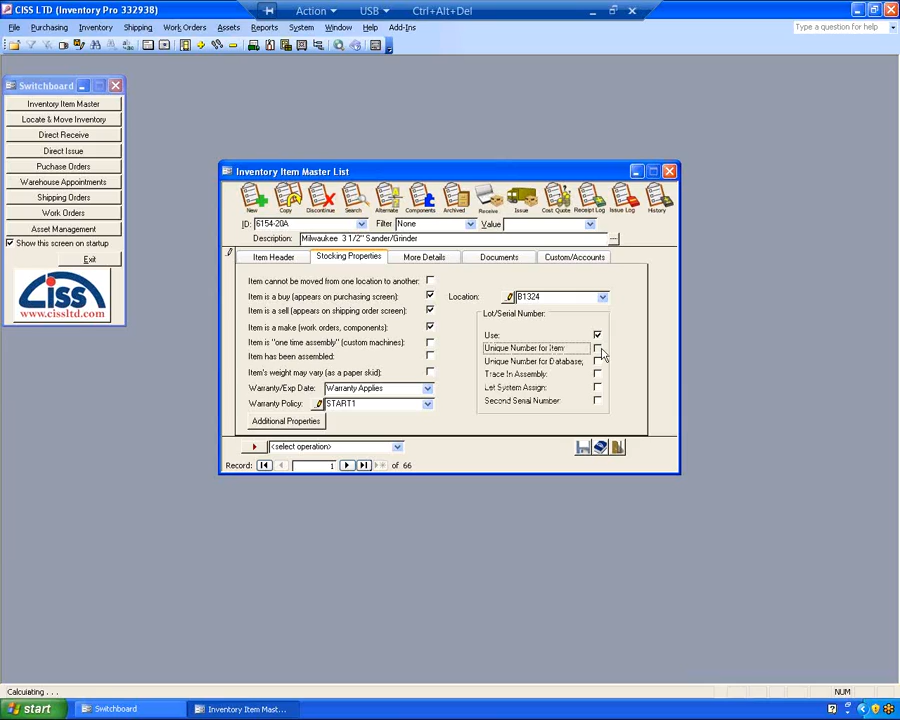 CISS LTD (Inventory Pro 332938)
Action USB Ctrl+Alt+Del
File Purchasing Inventory Shipping Work Orders Assets Reports System Window Help Add-Ins
Type a question for help
Switchboard
Inventory Item Master
Locate & Move Inventory
Direct Receive
Direct Issue
Puchase Orders
Warehouse Appointments
Shipping Orders
Work Orders
Asset Management
Show this screen on startup
Exit
CISS
www.cissltd.com
Inventory Item Master List
New Copy Discontinue Search Alternate Components Archived Receive Issue Cost Quote Receipt Log Issue Log History
ID: 6154-20A Filter None Value
Description: Milwaukee 3 1/2" Sander/Grinder ...
Item Header Stocking Properties More Details Documents Custom/Accounts
Item cannot be moved from one location to another:
Item is a buy (appears on purchasing screen):
Item is a sell (appears on shipping order screen):
Item is a make (work orders, components):
Item is "one time assembly" (custom machines):
Item has been assembled:
Item's weight may vary (as a paper skid):
Warranty/Exp Date: Warranty Applies
Warranty Policy: START1
Additional Properties
Location: B1324
Lot/Serial Number:
Use:
Unique Number for Item:
Unique Number for Database:
Trace In Assembly:
Let System Assign:
Second Serial Number:
<select operation>
Record: 1 of 66
Calculating . . .
NUM
start Switchboard Inventory Item Mast...